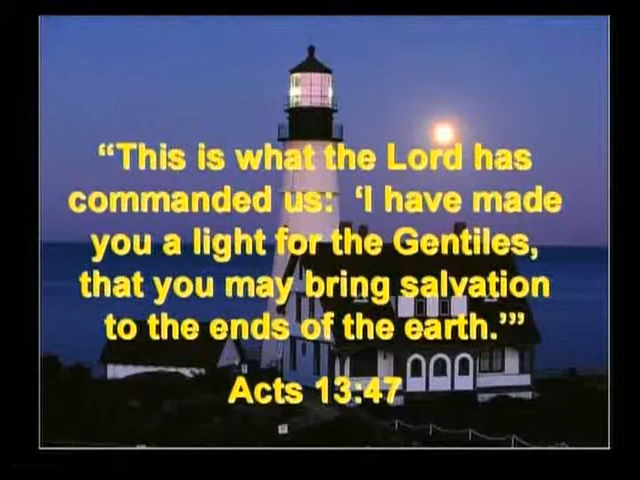 “This is what the Lord has
commanded us:  ‘I have made
you a light for the Gentiles,
that you may bring salvation
to the ends of the earth.’”
Acts 13:47